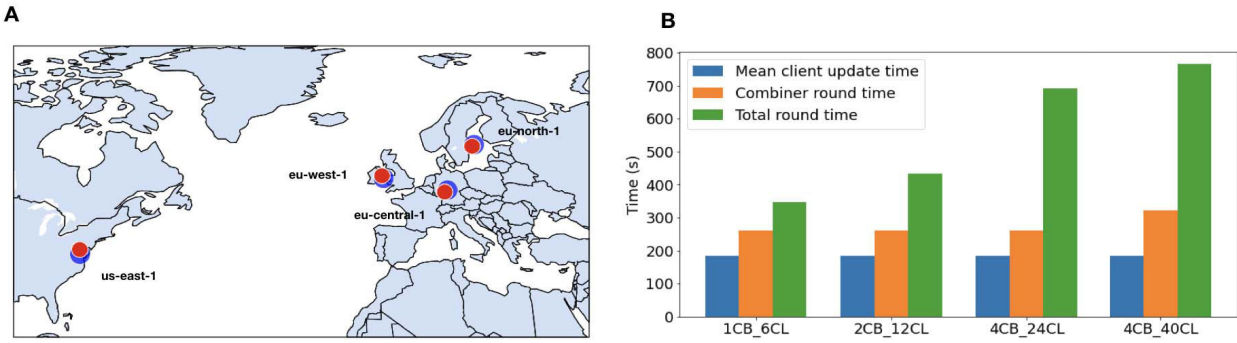 A
eu-north-1
eu-west-1
eu-central-1
us-east-1
B
800
700
600
500
400
300
200
100
0
Time (s)
Mean client update time
Combiner round time
Total round time
1CB_6CL
2CB_12CL
4CB_24CL
4CB_40CL